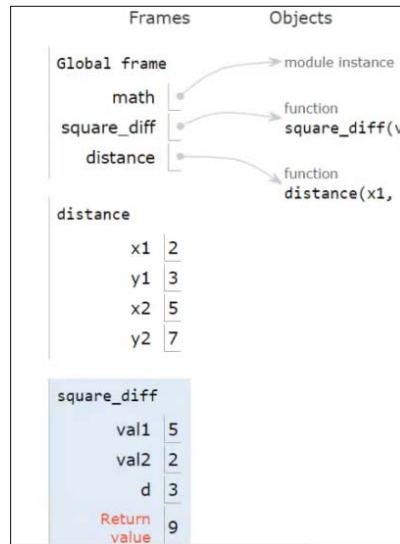 Frames Objects
Global frame
module instance
math
function
square_diff square_diff(v
distance
function
distance(x1,
distance
x1 2
y1 3
x2 5
y2 7
square_diff
val1 5
val2 2
d 3
Return
value 9